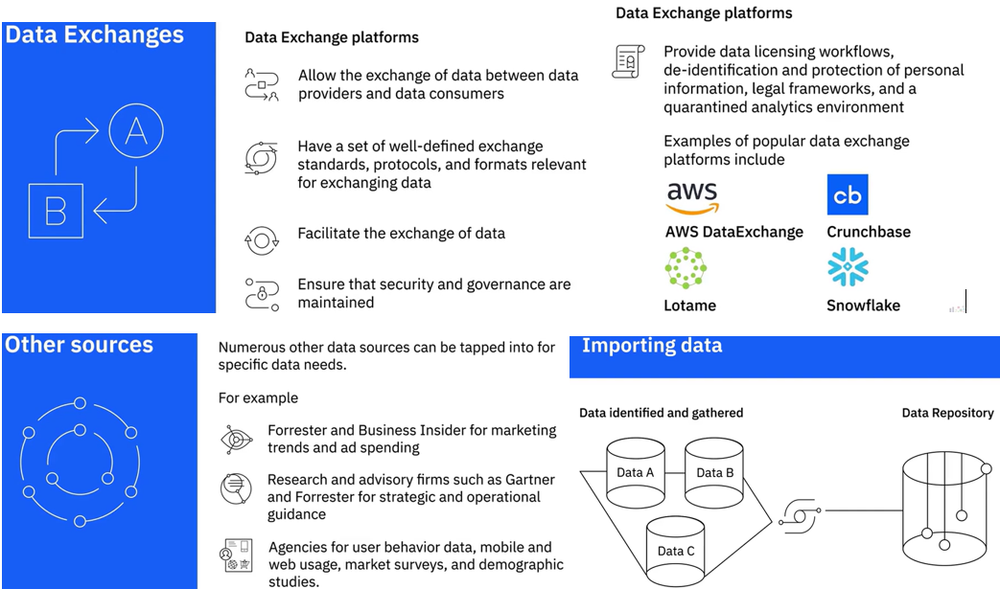 Data Exchanges
A
B
Data Exchange platforms
Allow the exchange of data between data
providers and data consumers
Have a set of well-defined exchange
standards, protocols, and formats relevant
for exchanging data
Facilitate the exchange of data
Ensure that security and governance are
maintained
Data Exchange platforms
Provide data licensing workflows,
de-identification and protection of personal
information, legal frameworks, and a
quarantined analytics environment
Examples of popular data exchange
platforms include
aws
AWS DataExchange
cb
Crunchbase
Lotame
Snowflake
Other sources
Numerous other data sources can be tapped into for
specific data needs.
For example
Forrester and Business Insider for marketing
trends and ad spending
Research and advisory firms such as Gartner
and Forrester for strategic and operational
guidance
Agencies for user behavior data, mobile and
web usage, market surveys, and demographic
studies.
Importing data
Data identified and gathered
Data A
Data B
Data C
Data Repository